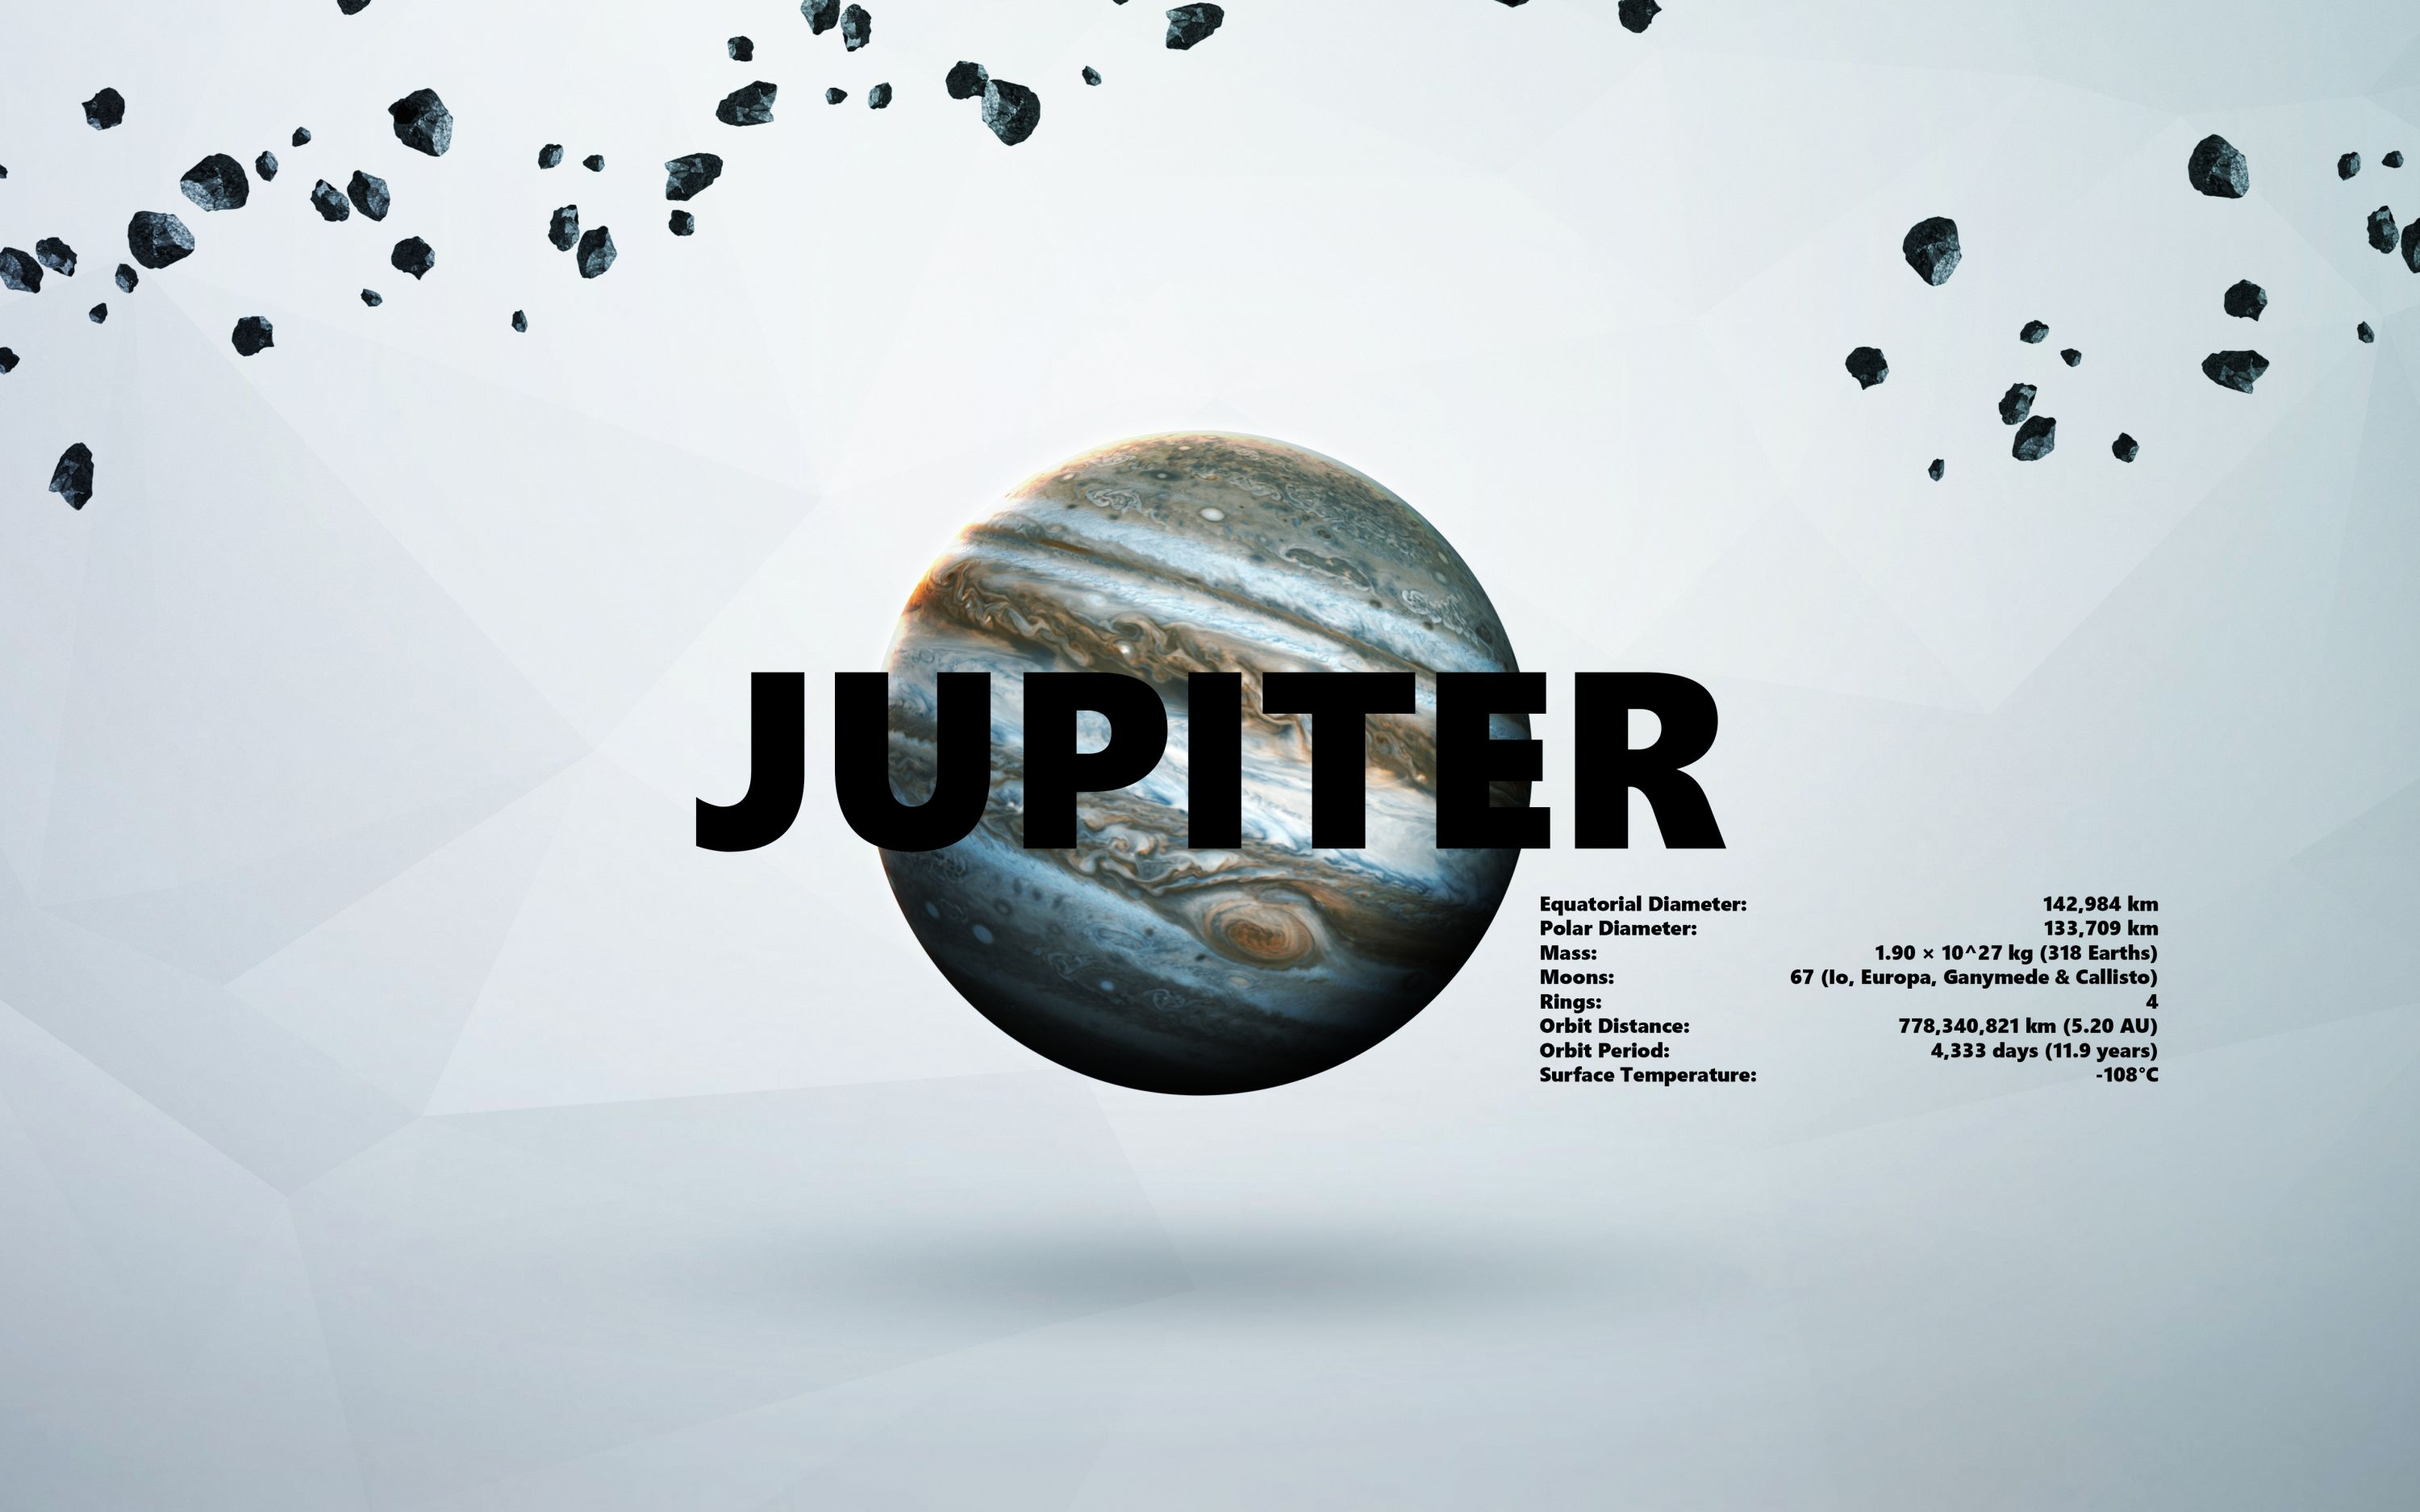 JUPITER
Equatorial Diameter: 142,984 km
Polar Diameter: 133,709 km
Mass: 1.90 × 10^27 kg (318 Earths)
Moons: 67 (Io, Europa, Ganymede & Callisto)
Rings: 4
Orbit Distance: 778,340,821 km (5.20 AU)
Orbit Period: 4,333 days (11.9 years)
Surface Temperature: -108°C